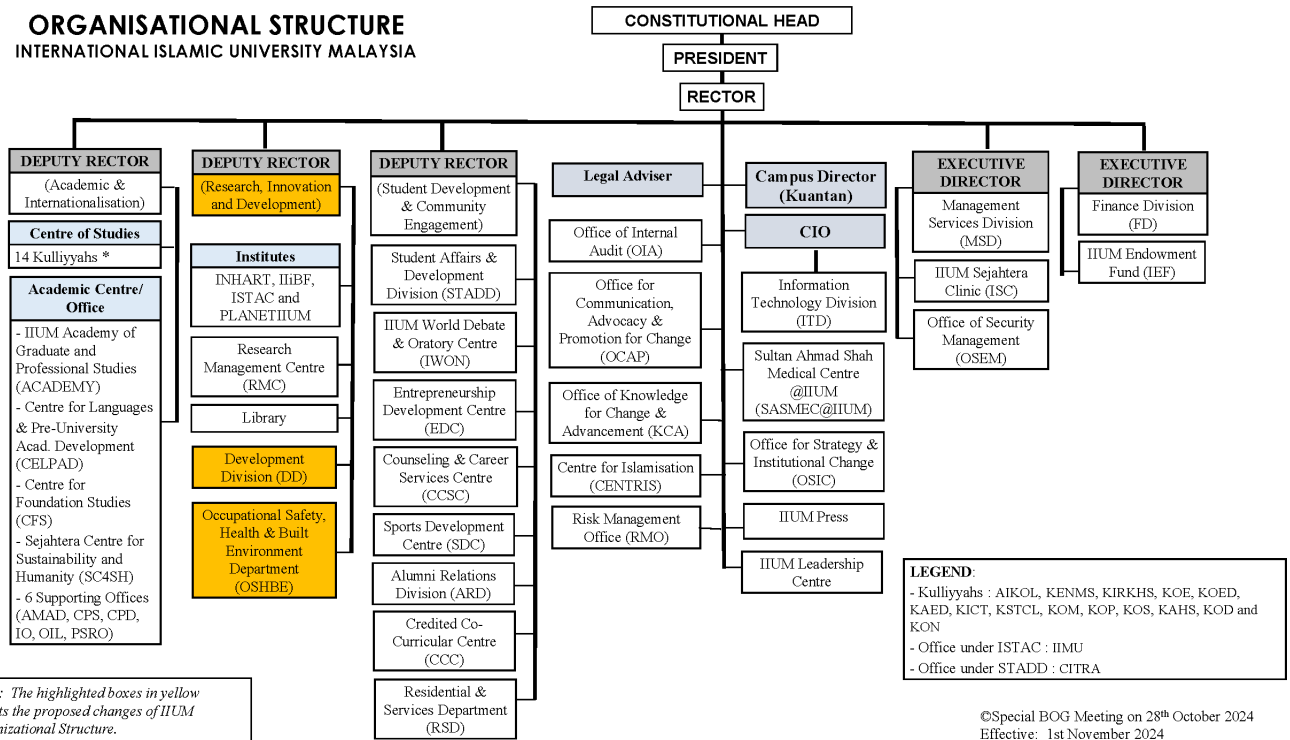 ORGANISATIONAL STRUCTURE
INTERNATIONAL ISLAMIC UNIVERSITY MALAYSIA
CONSTITUTIONAL HEAD
PRESIDENT
RECTOR
DEPUTY RECTOR
(Academic &
Internationalisation)
Centre of Studies
14 Kulliyyahs *
Academic Centre/
Office
- IIUM Academy of
Graduate and
Professional Studies
(ACADEMY)
- Centre for Languages
& Pre-University
Acad. Development
(CELPAD)
- Centre for
Foundation Studies
(CFS)
- Sejahtera Centre for
Sustainability and
Humanity (SC4SH)
- 6 Supporting Offices
(AMAD, CPS, CPD,
IO, OIL, PSRO)
DEPUTY RECTOR
(Research, Innovation
and Development)
Institutes
INHART, IIiBF,
ISTAC and
PLANETIIUM
Research
Management Centre
(RMC)
Library
Development
Division (DD)
Occupational Safety,
Health & Built
Environment
Department
(OSHBE)
DEPUTY RECTOR
(Student Development
& Community
Engagement)
Student Affairs &
Development
Division (STADD)
IIUM World Debate
& Oratory Centre
(IWON)
Entrepreneurship
Development Centre
(EDC)
Counseling & Career
Services Centre
(CCSC)
Sports Development
Centre (SDC)
Alumni Relations
Division (ARD)
Credited Co-
Curricular Centre
(CCC)
Residential &
Services Department
(RSD)
Legal Adviser
Office of Internal
Audit (OIA)
Office for
Communication,
Advocacy &
Promotion for Change
(OCAP)
Office of Knowledge
for Change &
Advancement (KCA)
Centre for Islamisation
(CENTRIS)
Risk Management
Office (RMO)
Campus Director
(Kuantan)
CIO
Information
Technology Division
(ITD)
Sultan Ahmad Shah
Medical Centre
@IIUM
(SASMEC@IIUM)
Office for Strategy &
Institutional Change
(OSIC)
IIUM Press
IIUM Leadership
Centre
EXECUTIVE
DIRECTOR
Management
Services Division
(MSD)
IIUM Sejahtera
Clinic (ISC)
Office of Security
Management
(OSEM)
EXECUTIVE
DIRECTOR
Finance Division
(FD)
IIUM Endowment
Fund (IEF)
LEGEND:
- Kulliyyahs : AIKOL, KENMS, KIRKHS, KOE, KOED,
KAED, KICT, KSTCL, KOM, KOP, KOS, KAHS, KOD and
KON
- Office under ISTAC : IIMU
- Office under STADD : CITRA
: The highlighted boxes in yellow
the proposed changes of IIUM
Structure.
©Special BOG Meeting on 28th October 2024
Effective: 1st November 2024